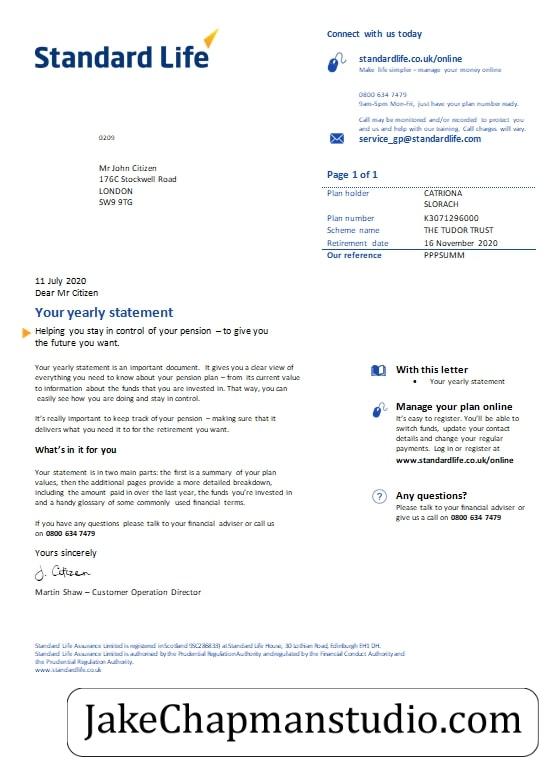 Standard Life
Connect with us today
standardlife.co.uk/online
Make life simpler – manage your money online
0800 634 7479
9am-5pm Mon-Fri, just have your plan number ready.
Call may be monitored and/or recorded to protect you
and us and help with our training. Call charges will vary.
service_gp@standardlife.com
0209
Mr John Citizen
176C Stockwell Road
LONDON
SW9 9TG
Page 1 of 1
Plan holder CATRIONA
SLORACH
Plan number K3071296000
Scheme name THE TUDOR TRUST
Retirement date 16 November 2020
Our reference PPPSUMM
11 July 2020
Dear Mr Citizen
Your yearly statement
Helping you stay in control of your pension – to give you
the future you want.
Your yearly statement is an important document. It gives you a clear view of
everything you need to know about your pension plan – from its current value
to information about the funds that you are invested in. That way, you can
easily see how you are doing and stay in control.
It's really important to keep track of your pension – making sure that it
delivers what you need it to for the retirement you want.
What's in it for you
Your statement is in two main parts: the first is a summary of your plan
values, then the additional pages provide a more detailed breakdown,
including the amount paid in over the last year, the funds you're invested in
and a handy glossary of some commonly used financial terms.
If you have any questions please talk to your financial adviser or call us
on 0800 634 7479
Yours sincerely
J. Citizen
Martin Shaw – Customer Operation Director
With this letter
• Your yearly statement
Manage your plan online
It's easy to register. You'll be able to
switch funds, update your contact
details and change your regular
payments. Log in or register at
www.standardlife.co.uk/online
Any questions?
Please talk to your financial adviser or
give us a call on 0800 634 7479
Standard Life Assurance Limited is registered in Scotland (SC286833) at Standard Life House, 30 Lothian Road, Edinburgh EH1 DH.
Standard Life Assurance Limited is authorised by the Prudential Regulation Authority and regulated by the Financial Conduct Authority and
the Prudential Regulation Authority.
www.standardlife.co.uk
JakeChapmanstudio.com